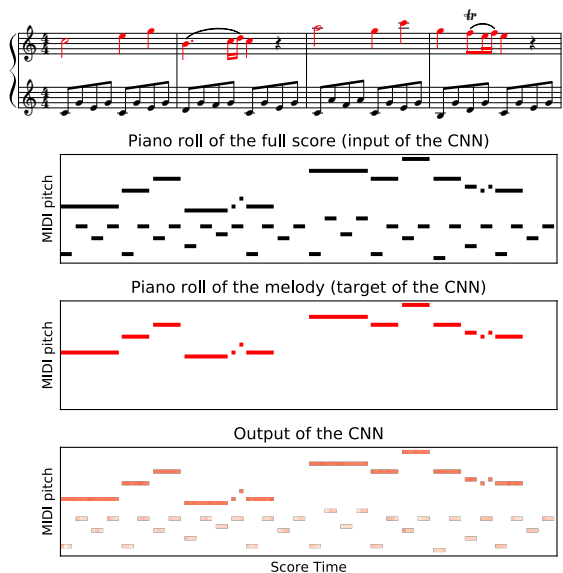 tr
Piano roll of the full score (input of the CNN)
MIDI pitch
Piano roll of the melody (target of the CNN)
MIDI pitch
Output of the CNN
MIDI pitch
Score Time